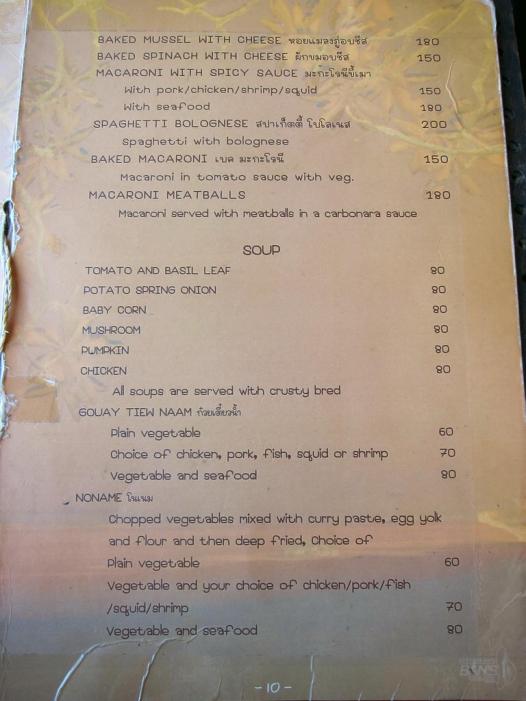 BAKED MUSSEL WITH CHEESE หอยแมลงภู่อบชีส 180
BAKED SPINACH WITH CHEESE ผักขมอบชีส 150
MACARONI WITH SPICY SAUCE มะกะโรนีขี้เมา
With pork/chicken/shrimp/squid 150
With seafood 180
SPAGHETTI BOLOGNESE สปาเก็ตตี้ โบโลเนส 200
Spaghetti with bolognese
BAKED MACARONI เบค มะกะโรนี 150
Macaroni in tomato sauce with veg.
MACARONI MEATBALLS 180
Macaroni served with meatballs in a carbonara sauce
SOUP
TOMATO AND BASIL LEAF 80
POTATO SPRING ONION 80
BABY CORN 80
MUSHROOM 80
PUMPKIN 80
CHICKEN 80
All soups are served with crusty bred
GOUAY TIEW NAAM ก๋วยเตี๋ยวน้ำ
Plain vegetable 60
Choice of chicken, pork, fish, squid or shrimp 70
Vegetable and seafood 80
NONAME โนเนม
Chopped vegetables mixed with curry paste, egg yolk
and flour and then deep fried, Choice of
Plain vegetable 60
Vegetable and your choice of chicken/pork/fish
/squid/shrimp 70
Vegetable and seafood 80
-10-